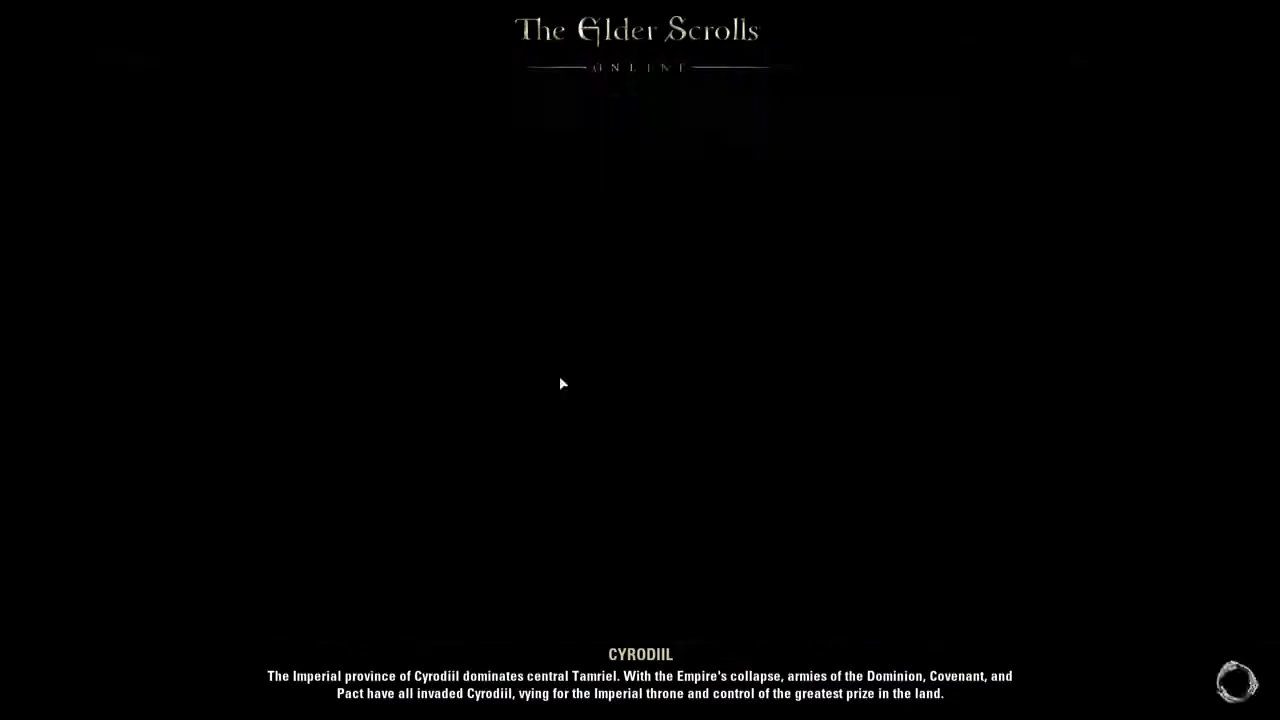 The Elder Scrolls
ONLINE
CYRODIIL
The Imperial province of Cyrodiil dominates central Tamriel. With the Empire's collapse, armies of the Dominion, Covenant, and
Pact have all invaded Cyrodiil, vying for the Imperial throne and control of the greatest prize in the land.